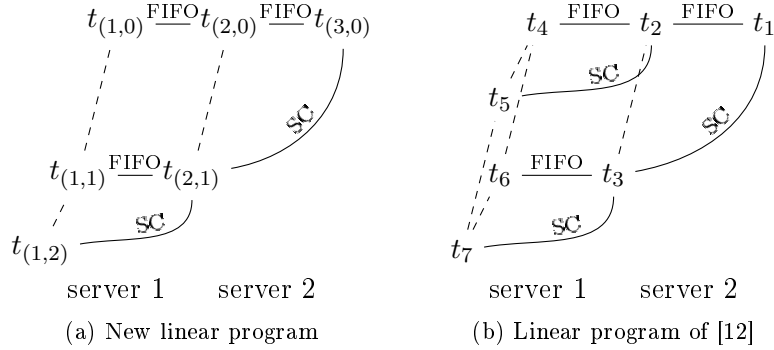 t(1,0) FIFO t(2,0) FIFO t(3,0)
SC
t(1,1) FIFO t(2,1)
SC
t(1,2)
server 1 server 2
(a) New linear program
t4 FIFO t2 FIFO t1
SC
t5
SC
t6 FIFO t3
SC
t7
server 1 server 2
(b) Linear program of [12]